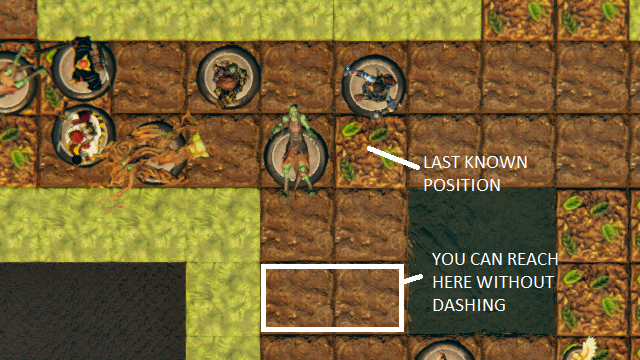 LAST KNOWN
POSITION
YOU CAN REACH
HERE WITHOUT
DASHING